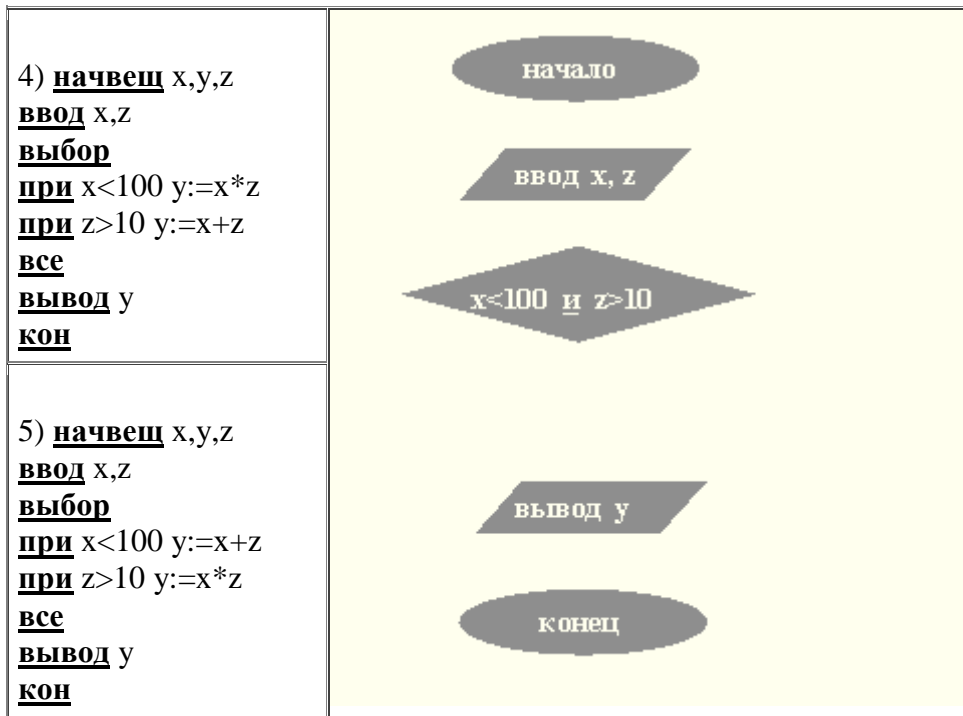 4) начвещ x,y,z
ввод x,z
выбор
при x<100 y:=x*z
при z>10 y:=x+z
все
вывод y
кон
5) начвещ x,y,z
ввод x,z
выбор
при x<100 y:=x+z
при z>10 y:=x*z
все
вывод y
кон
начало
ввод x, z
x<100 и z>10
вывод y
конец